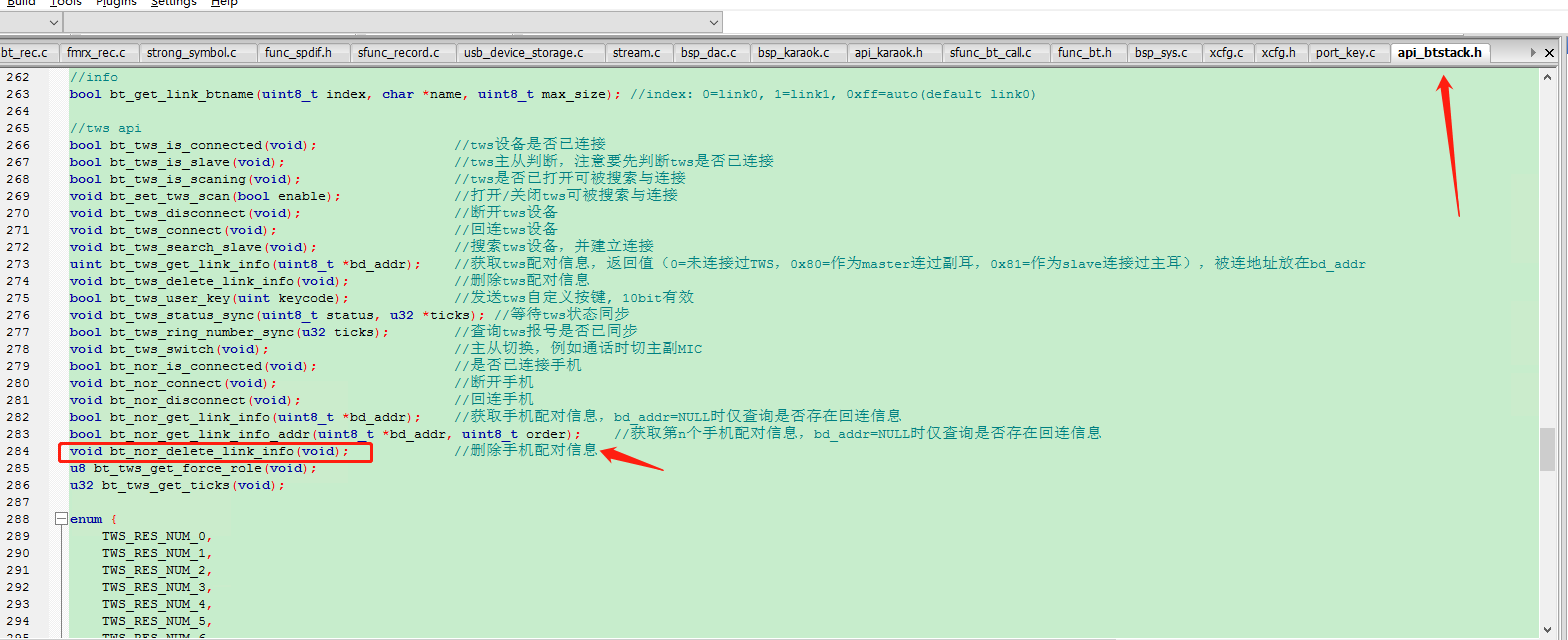 Build Tools Plugins Settings Help
bt_rec.c fmrx_rec.c strong_symbol.c func_spdif.h sfunc_record.c usb_device_storage.c stream.c bsp_dac.c bsp_karaok.c api_karaok.h sfunc_bt_call.c func_bt.h bsp_sys.c xcfg.c xcfg.h port_key.c api_btstack.h
262 //info
263 bool bt_get_link_btname(uint8_t index, char *name, uint8_t max_size); //index: 0=link0, 1=link1, 0xff=auto(default link0)
264
265 //tws api
266 bool bt_tws_is_connected(void); //tws设备是否已连接
267 bool bt_tws_is_slave(void); //tws主从判断，注意要先判断tws是否已连接
268 bool bt_tws_is_scaning(void); //tws是否已打开可被搜索与连接
269 void bt_set_tws_scan(bool enable); //打开/关闭tws可被搜索与连接
270 void bt_tws_disconnect(void); //断开tws设备
271 void bt_tws_connect(void); //回连tws设备
272 void bt_tws_search_slave(void); //搜索tws设备，并建立连接
273 uint bt_tws_get_link_info(uint8_t *bd_addr); //获取tws配对信息，返回值（0=未连接过TWS，0x80=作为master连过副耳，0x81=作为slave连接过主耳），被连地址放在bd_addr
274 void bt_tws_delete_link_info(void); //删除tws配对信息
275 bool bt_tws_user_key(uint keycode); //发送tws自定义按键, 10bit有效
276 void bt_tws_status_sync(uint8_t status, u32 *ticks); //等待tws状态同步
277 bool bt_tws_ring_number_sync(u32 ticks); //查询tws报号是否已同步
278 void bt_tws_switch(void); //主从切换，例如通话时切主副MIC
279 bool bt_nor_is_connected(void); //是否已连接手机
280 void bt_nor_connect(void); //断开手机
281 void bt_nor_disconnect(void); //回连手机
282 bool bt_nor_get_link_info(uint8_t *bd_addr); //获取手机配对信息，bd_addr=NULL时仅查询是否存在回连信息
283 bool bt_nor_get_link_info_addr(uint8_t *bd_addr, uint8_t order); //获取第n个手机配对信息，bd_addr=NULL时仅查询是否存在回连信息
284 void bt_nor_delete_link_info(void); //删除手机配对信息
285 u8 bt_tws_get_force_role(void);
286 u32 bt_tws_get_ticks(void);
287
288 enum {
289 TWS_RES_NUM_0,
290 TWS_RES_NUM_1,
291 TWS_RES_NUM_2,
292 TWS_RES_NUM_3,
293 TWS_RES_NUM_4,
294 TWS_RES_NUM_5,
295 TWS_RES_NUM_6